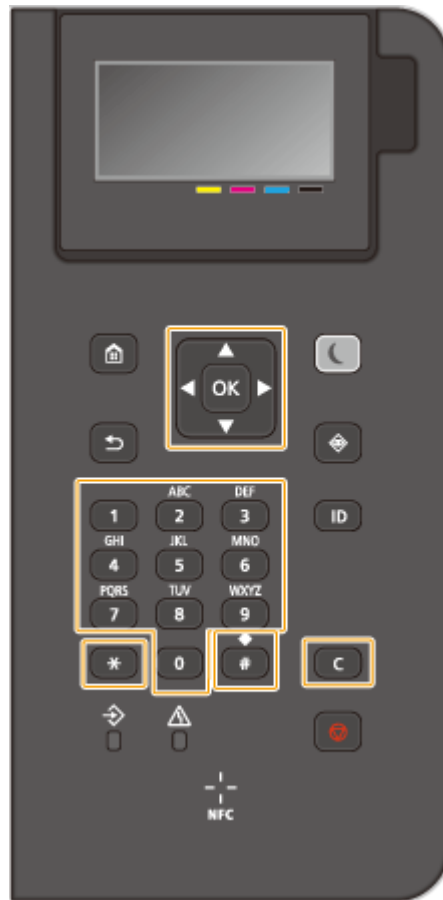 OK
ABC DEF
1 2 3 ID
GHI JKL MNO
4 5 6
PQRS TUV WXYZ
7 8 9
* 0 # C
NFC